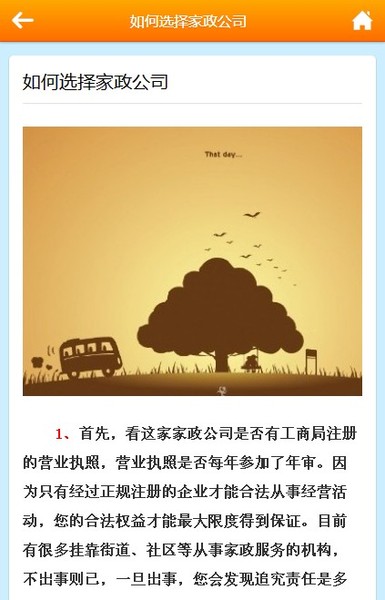 如何选择家政公司
如何选择家政公司
That day...
1、首先，看这家家政公司是否有工商局注册
的营业执照，营业执照是否每年参加了年审。因
为只有经过正规注册的企业才能合法从事经营活
动，您的合法权益才能最大限度得到保证。目前
有很多挂靠街道、社区等从事家政服务的机构，
不出事则已，一旦出事，您会发现追究责任是多